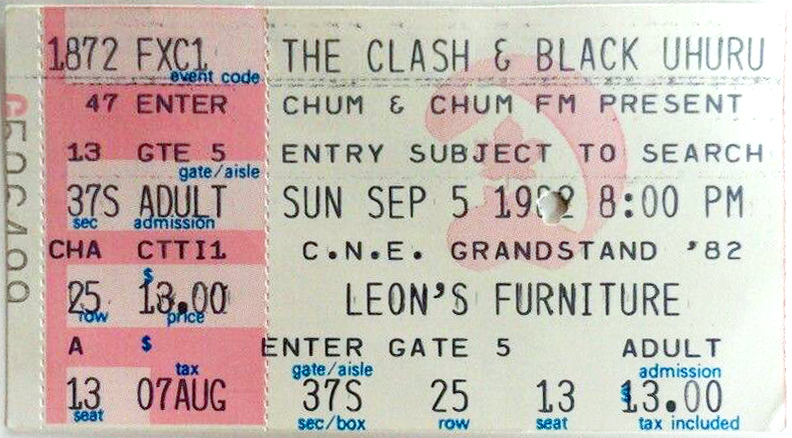 1872 FXC1 THE CLASH & BLACK UHURU
event code
47 ENTER CHUM & CHUM FM PRESENT
13 GTE 5 ENTRY SUBJECT TO SEARCH
gate/aisle
37S ADULT SUN SEP 5 1982 8:00 PM
sec admission
CHA CTTI1 C.N.E. GRANDSTAND '82
$
25 13.00 LEON'S FURNITURE
row price
A $ ENTER GATE 5 ADULT
tax gate/aisle admission
13 07AUG 37S 25 13 $ 13.00
seat sec/box row seat tax included